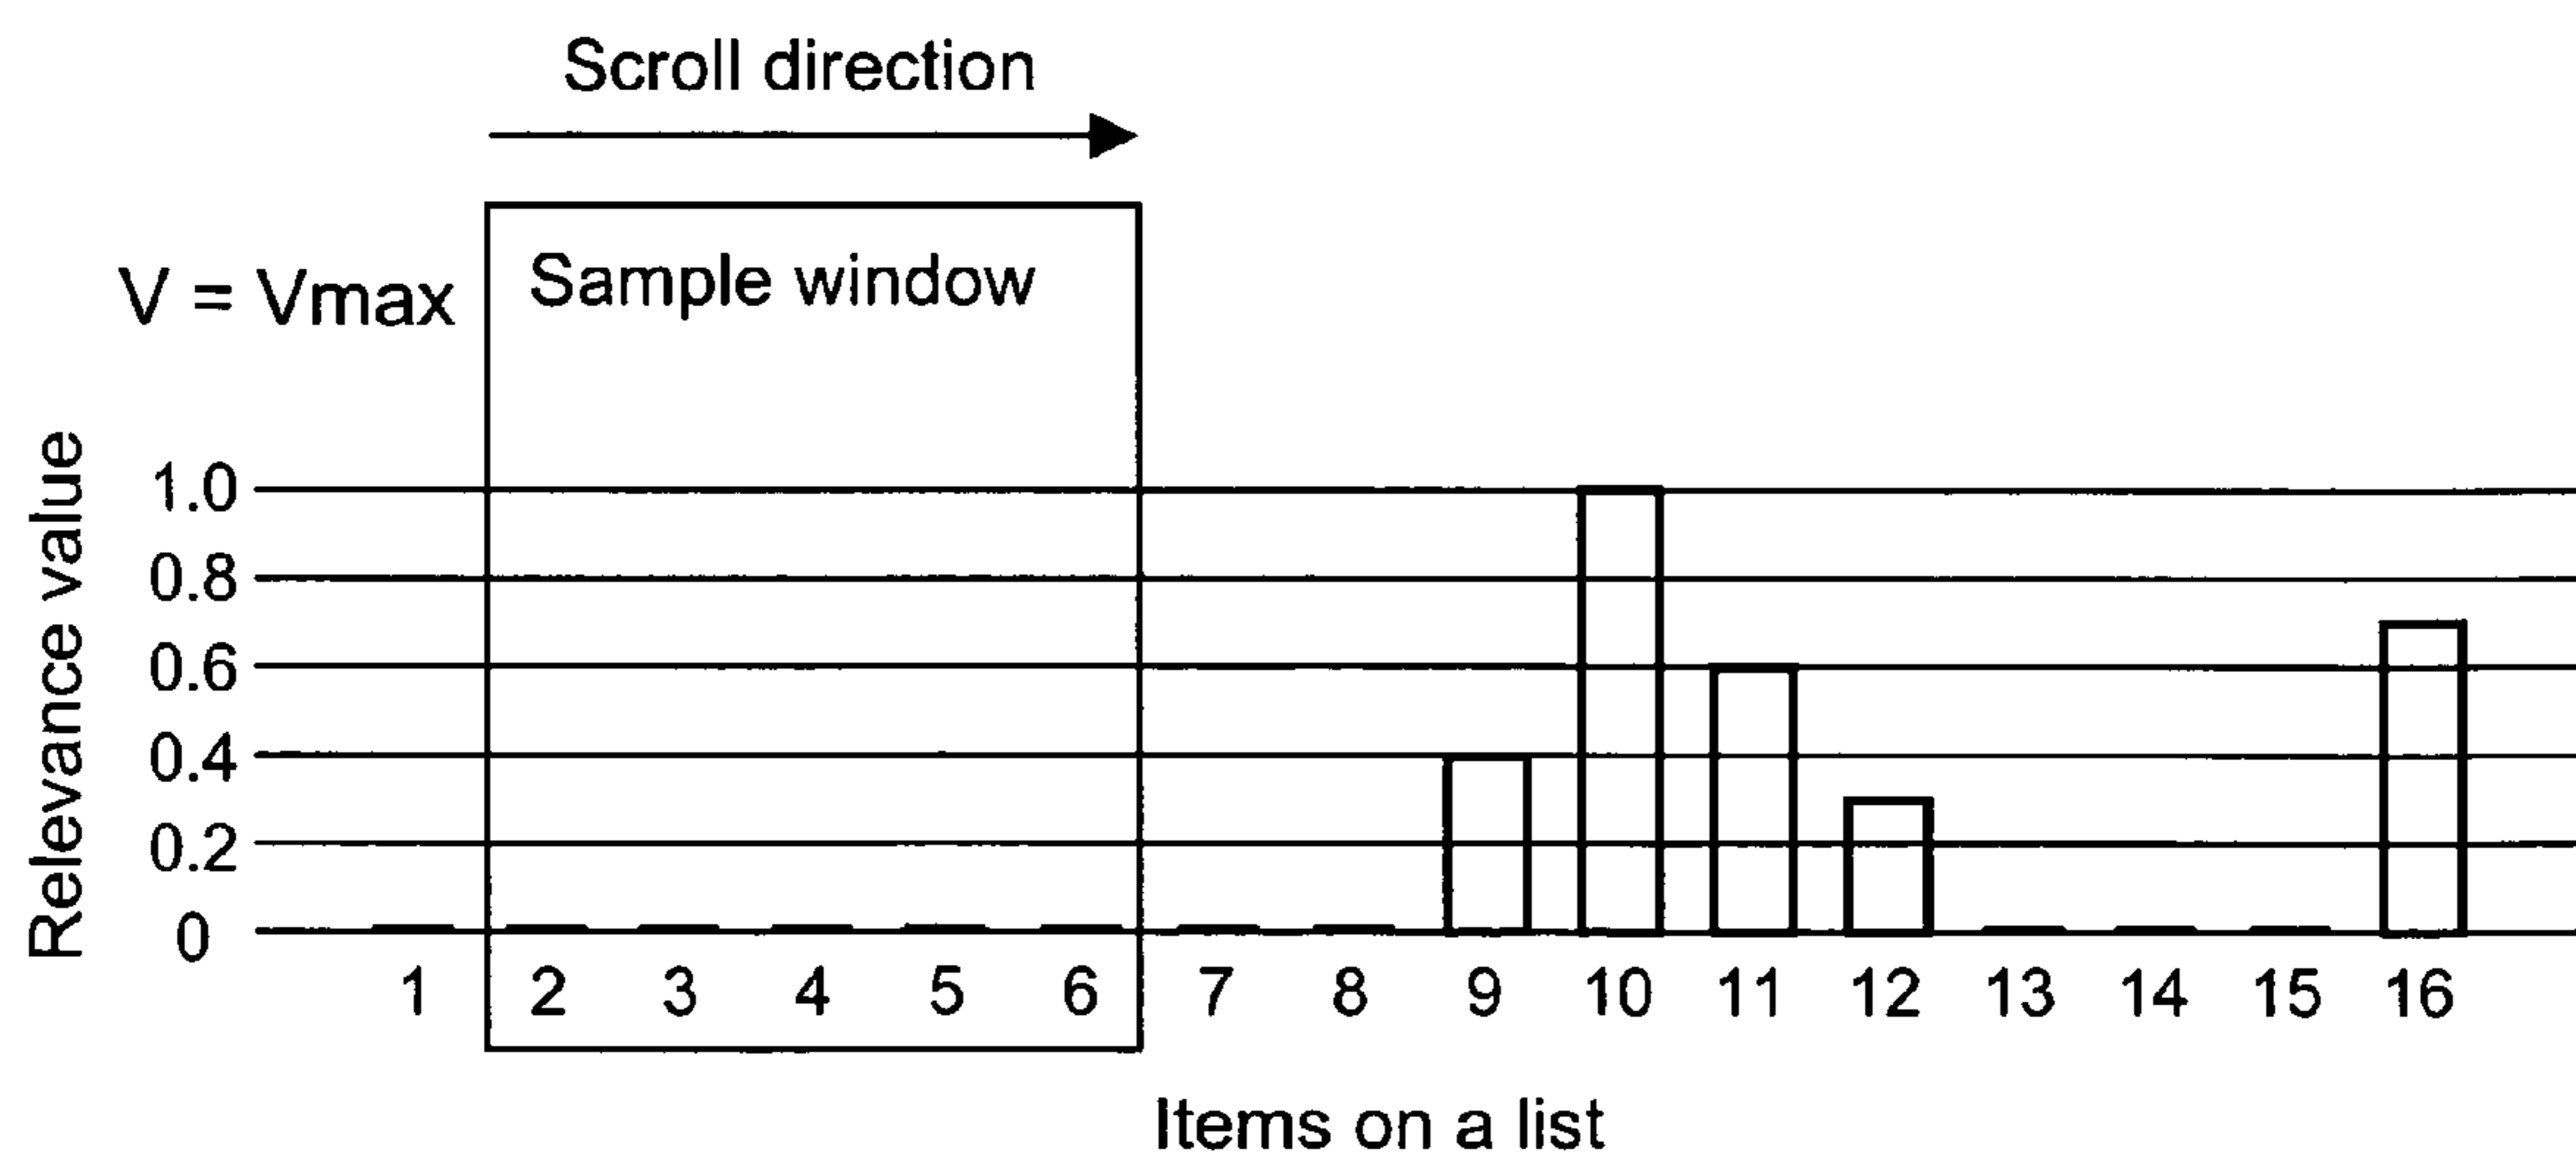 Scroll direction
V = Vmax
Sample window
Relevance value
1.0
0.8
0.6
0.4
0.2
0
1 2 3 4 5 6 7 8 9 10 11 12 13 14 15 16
Items on a list